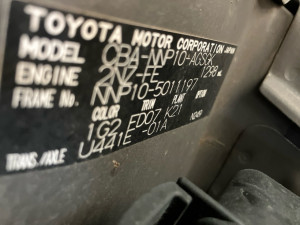 TOYOTA MOTOR CORPORATION JAPAN
MODEL CBA-NNP10-AGSGK
ENGINE 2NZ-FE 1298 mL
FRAME No. NNP10-5011197
COLOR TRIM PLANT OPTION
1G2 FD07 K21
TRANS./AXLE U441E -01A